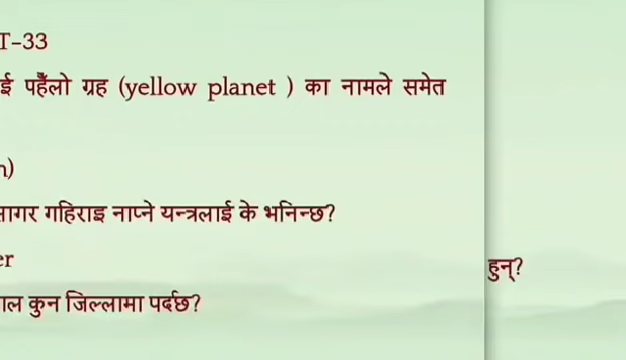 T-33
ई पहेँलो ग्रह (yellow planet ) का नामले समेत
n)
सागर गहिराइ नाप्ने यन्त्रलाई के भनिन्छ?
er
हुन्?
ाल कुन जिल्लामा पर्दछ?